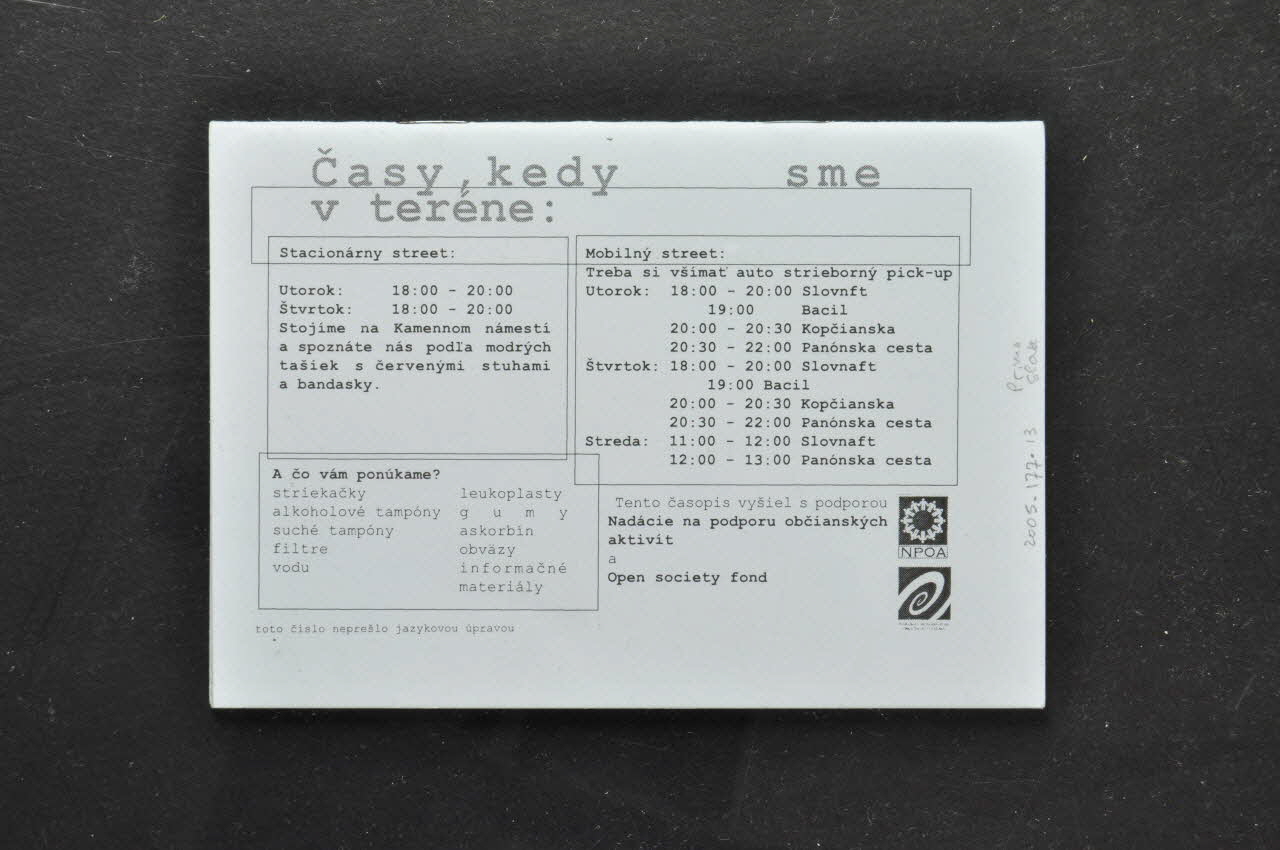 Časy,kedy sme
v teréne:
Stacionárny street:
Utorok: 18:00 - 20:00
Štvrtok: 18:00 - 20:00
Stojíme na Kamennom námestí
a spoznáte nás podľa modrých
tašiek s červenými stuhami
a bandasky.
Mobilný street:
Treba si všímať auto strieborný pick-up
Utorok: 18:00 - 20:00 Slovnft
19:00 Bacil
20:00 - 20:30 Kopčianska
20:30 - 22:00 Panónska cesta
Štvrtok: 18:00 - 20:00 Slovnaft
19:00 Bacil
20:00 - 20:30 Kopčianska
20:30 - 22:00 Panónska cesta
Streda: 11:00 - 12:00 Slovnaft
12:00 - 13:00 Panónska cesta
A čo vám ponúkame?
striekačky
alkoholové tampóny
suché tampóny
filtre
vodu
leukoplasty
g u m y
askorbín
obväzy
informačné
materiály
Tento časopis vyšiel s podporou
Nadácie na podporu občianských
aktivít
a
Open society fond
NPOA
toto číslo neprešlo jazykovou úpravou
2005-177.13